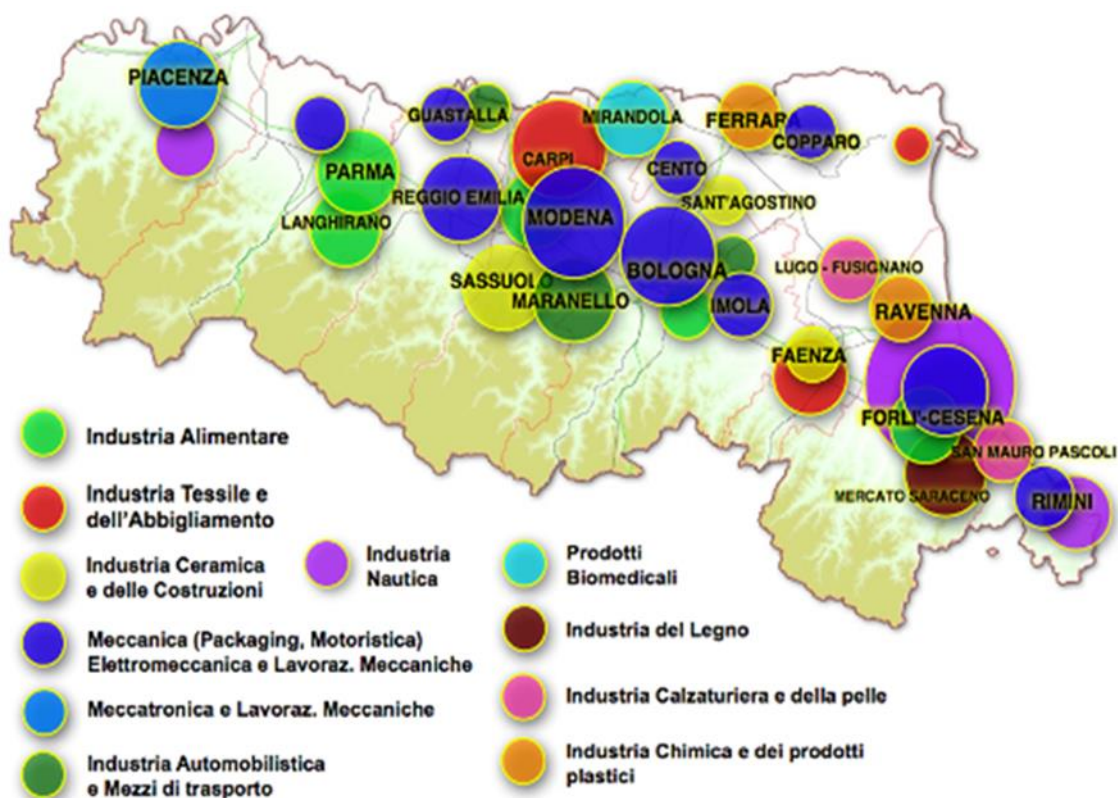 PIACENZA
GUASTALLA
MIRANDOLA
FERRARA
COPPARO
PARMA
CARPI
CENTO
REGGIO EMILIA
SANT'AGOSTINO
LANGHIRANO
MODENA
SASSUOLO
BOLOGNA
LUGO - FUSIGNANO
MARANELLO
IMOLA
RAVENNA
FAENZA
FORLI'-CESENA
SAN MAURO PASCOLI
MERCATO SARACENO
RIMINI
Industria Alimentare
Industria Tessile e
dell'Abbigliamento
Industria Ceramica
e delle Costruzioni
Meccanica (Packaging, Motoristica)
Elettromeccanica e Lavoraz. Meccaniche
Meccatronica e Lavoraz. Meccaniche
Industria Automobilistica
e Mezzi di trasporto
Industria
Nautica
Prodotti
Biomedicali
Industria del Legno
Industria Calzaturiera e della pelle
Industria Chimica e dei prodotti
plastici